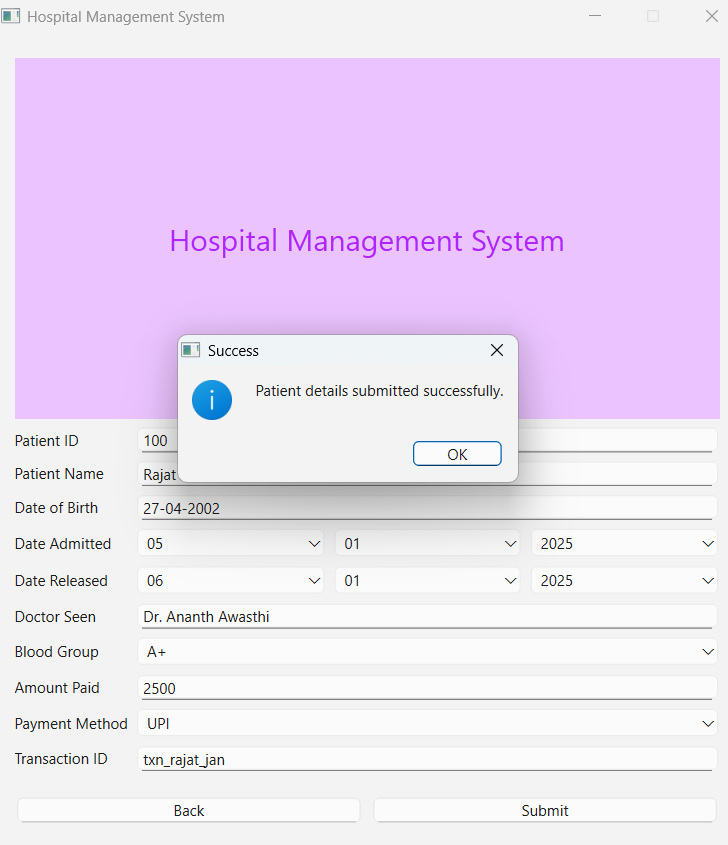 Hospital Management System
Hospital Management System
Success
Patient details submitted successfully.
OK
Patient ID 100
Patient Name Rajat
Date of Birth 27-04-2002
Date Admitted 05 01 2025
Date Released 06 01 2025
Doctor Seen Dr. Ananth Awasthi
Blood Group A+
Amount Paid 2500
Payment Method UPI
Transaction ID txn_rajat_jan
Back Submit